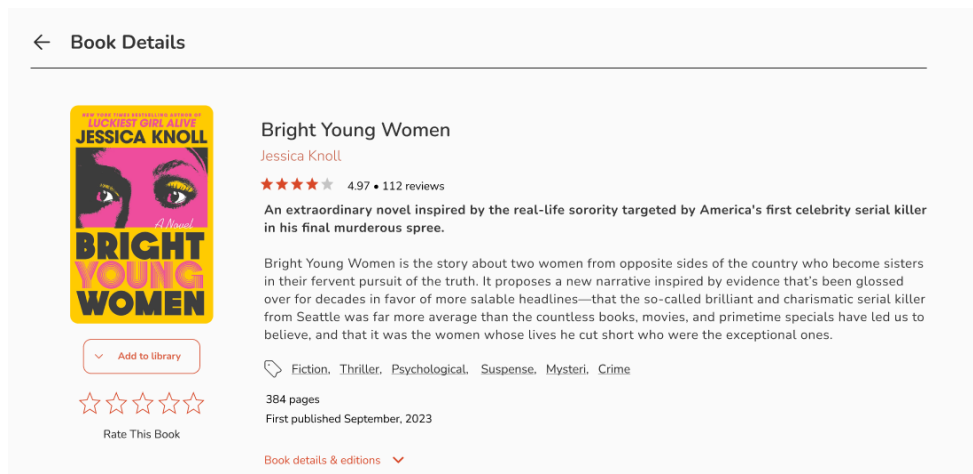 Book Details
NEW YORK TIMES BESTSELLING AUTHOR OF
LUCKIEST GIRL ALIVE
JESSICA KNOLL
A Novel
BRIGHT
YOUNG
WOMEN
Add to library
Rate This Book
Bright Young Women
Jessica Knoll
4.97 • 112 reviews
An extraordinary novel inspired by the real-life sorority targeted by America's first celebrity serial killer
in his final murderous spree.
Bright Young Women is the story about two women from opposite sides of the country who become sisters
in their fervent pursuit of the truth. It proposes a new narrative inspired by evidence that's been glossed
over for decades in favor of more salable headlines—that the so-called brilliant and charismatic serial killer
from Seattle was far more average than the countless books, movies, and primetime specials have led us to
believe, and that it was the women whose lives he cut short who were the exceptional ones.
Fiction, Thriller, Psychological, Suspense, Mysteri, Crime
384 pages
First published September, 2023
Book details & editions